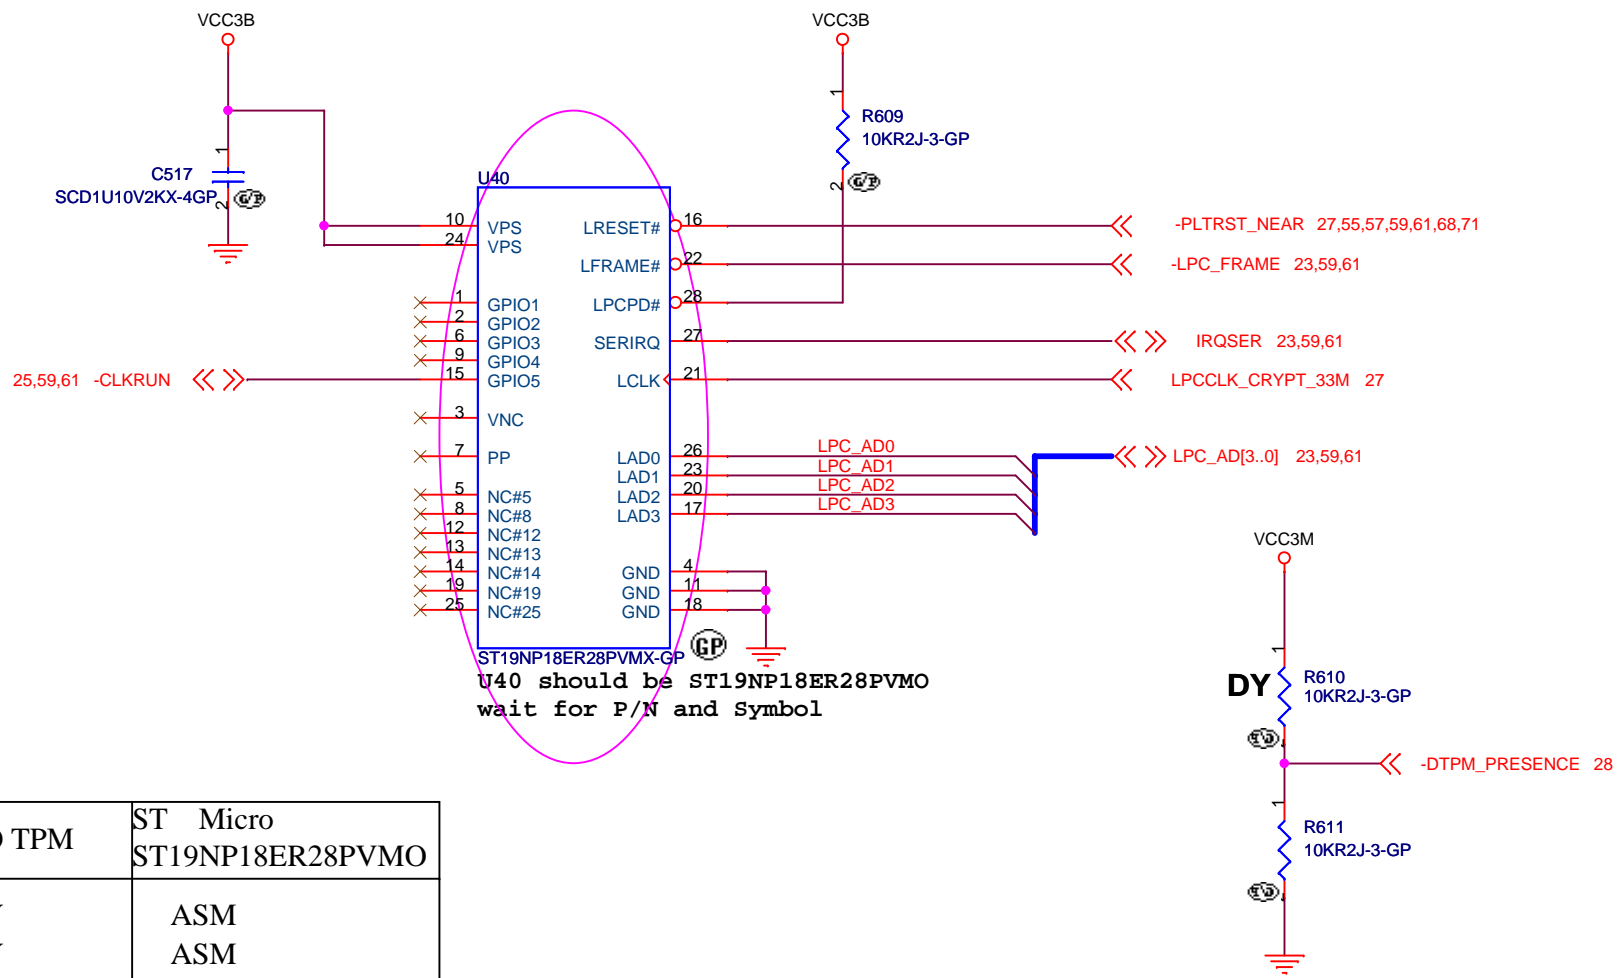 VCC3B
VCC3B
1
R609
10KR2J-3-GP
2
G/P
1
C517
SCD1U10V2KX-4GP
2
G/P
U40
10 VPS
24 VPS
1 GPIO1
2 GPIO2
6 GPIO3
9 GPIO4
25,59,61 -CLKRUN
15 GPIO5
3 VNC
7 PP
5 NC#5
8 NC#8
12 NC#12
13 NC#13
14 NC#14
19 NC#19
25 NC#25
LRESET# 16 -PLTRST_NEAR 27,55,57,59,61,68,71
LFRAME# 22 -LPC_FRAME 23,59,61
LPCPD# 28
SERIRQ 27 IRQSER 23,59,61
LCLK 21 LPCCLK_CRYPT_33M 27
LAD0 26 LPC_AD0
LAD1 23 LPC_AD1
LAD2 20 LPC_AD2
LAD3 17 LPC_AD3
LPC_AD[3..0] 23,59,61
GND 4
GND 11
GND 18
GP
ST19NP18ER28PVMX-GP
U40 should be ST19NP18ER28PVMO
wait for P/N and Symbol
VCC3M
1
DY
R610
10KR2J-3-GP
-DTPM_PRESENCE 28
1
R611
10KR2J-3-GP
TPM
ST Micro
ST19NP18ER28PVMO
ASM
ASM